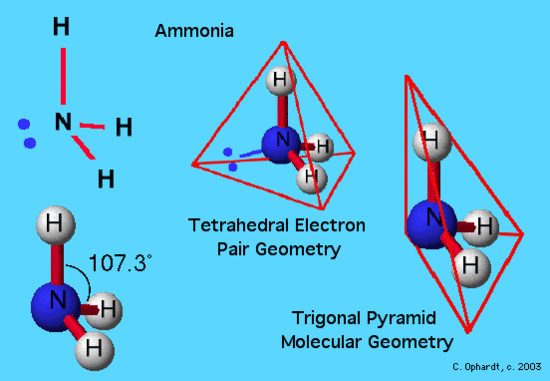 Ammonia
H
N
H
H
H
N
H
H
Tetrahedral Electron
Pair Geometry
H
107.3°
N
H
H
H
N
H
H
Trigonal Pyramid
Molecular Geometry
C. Ophardt, c. 2003